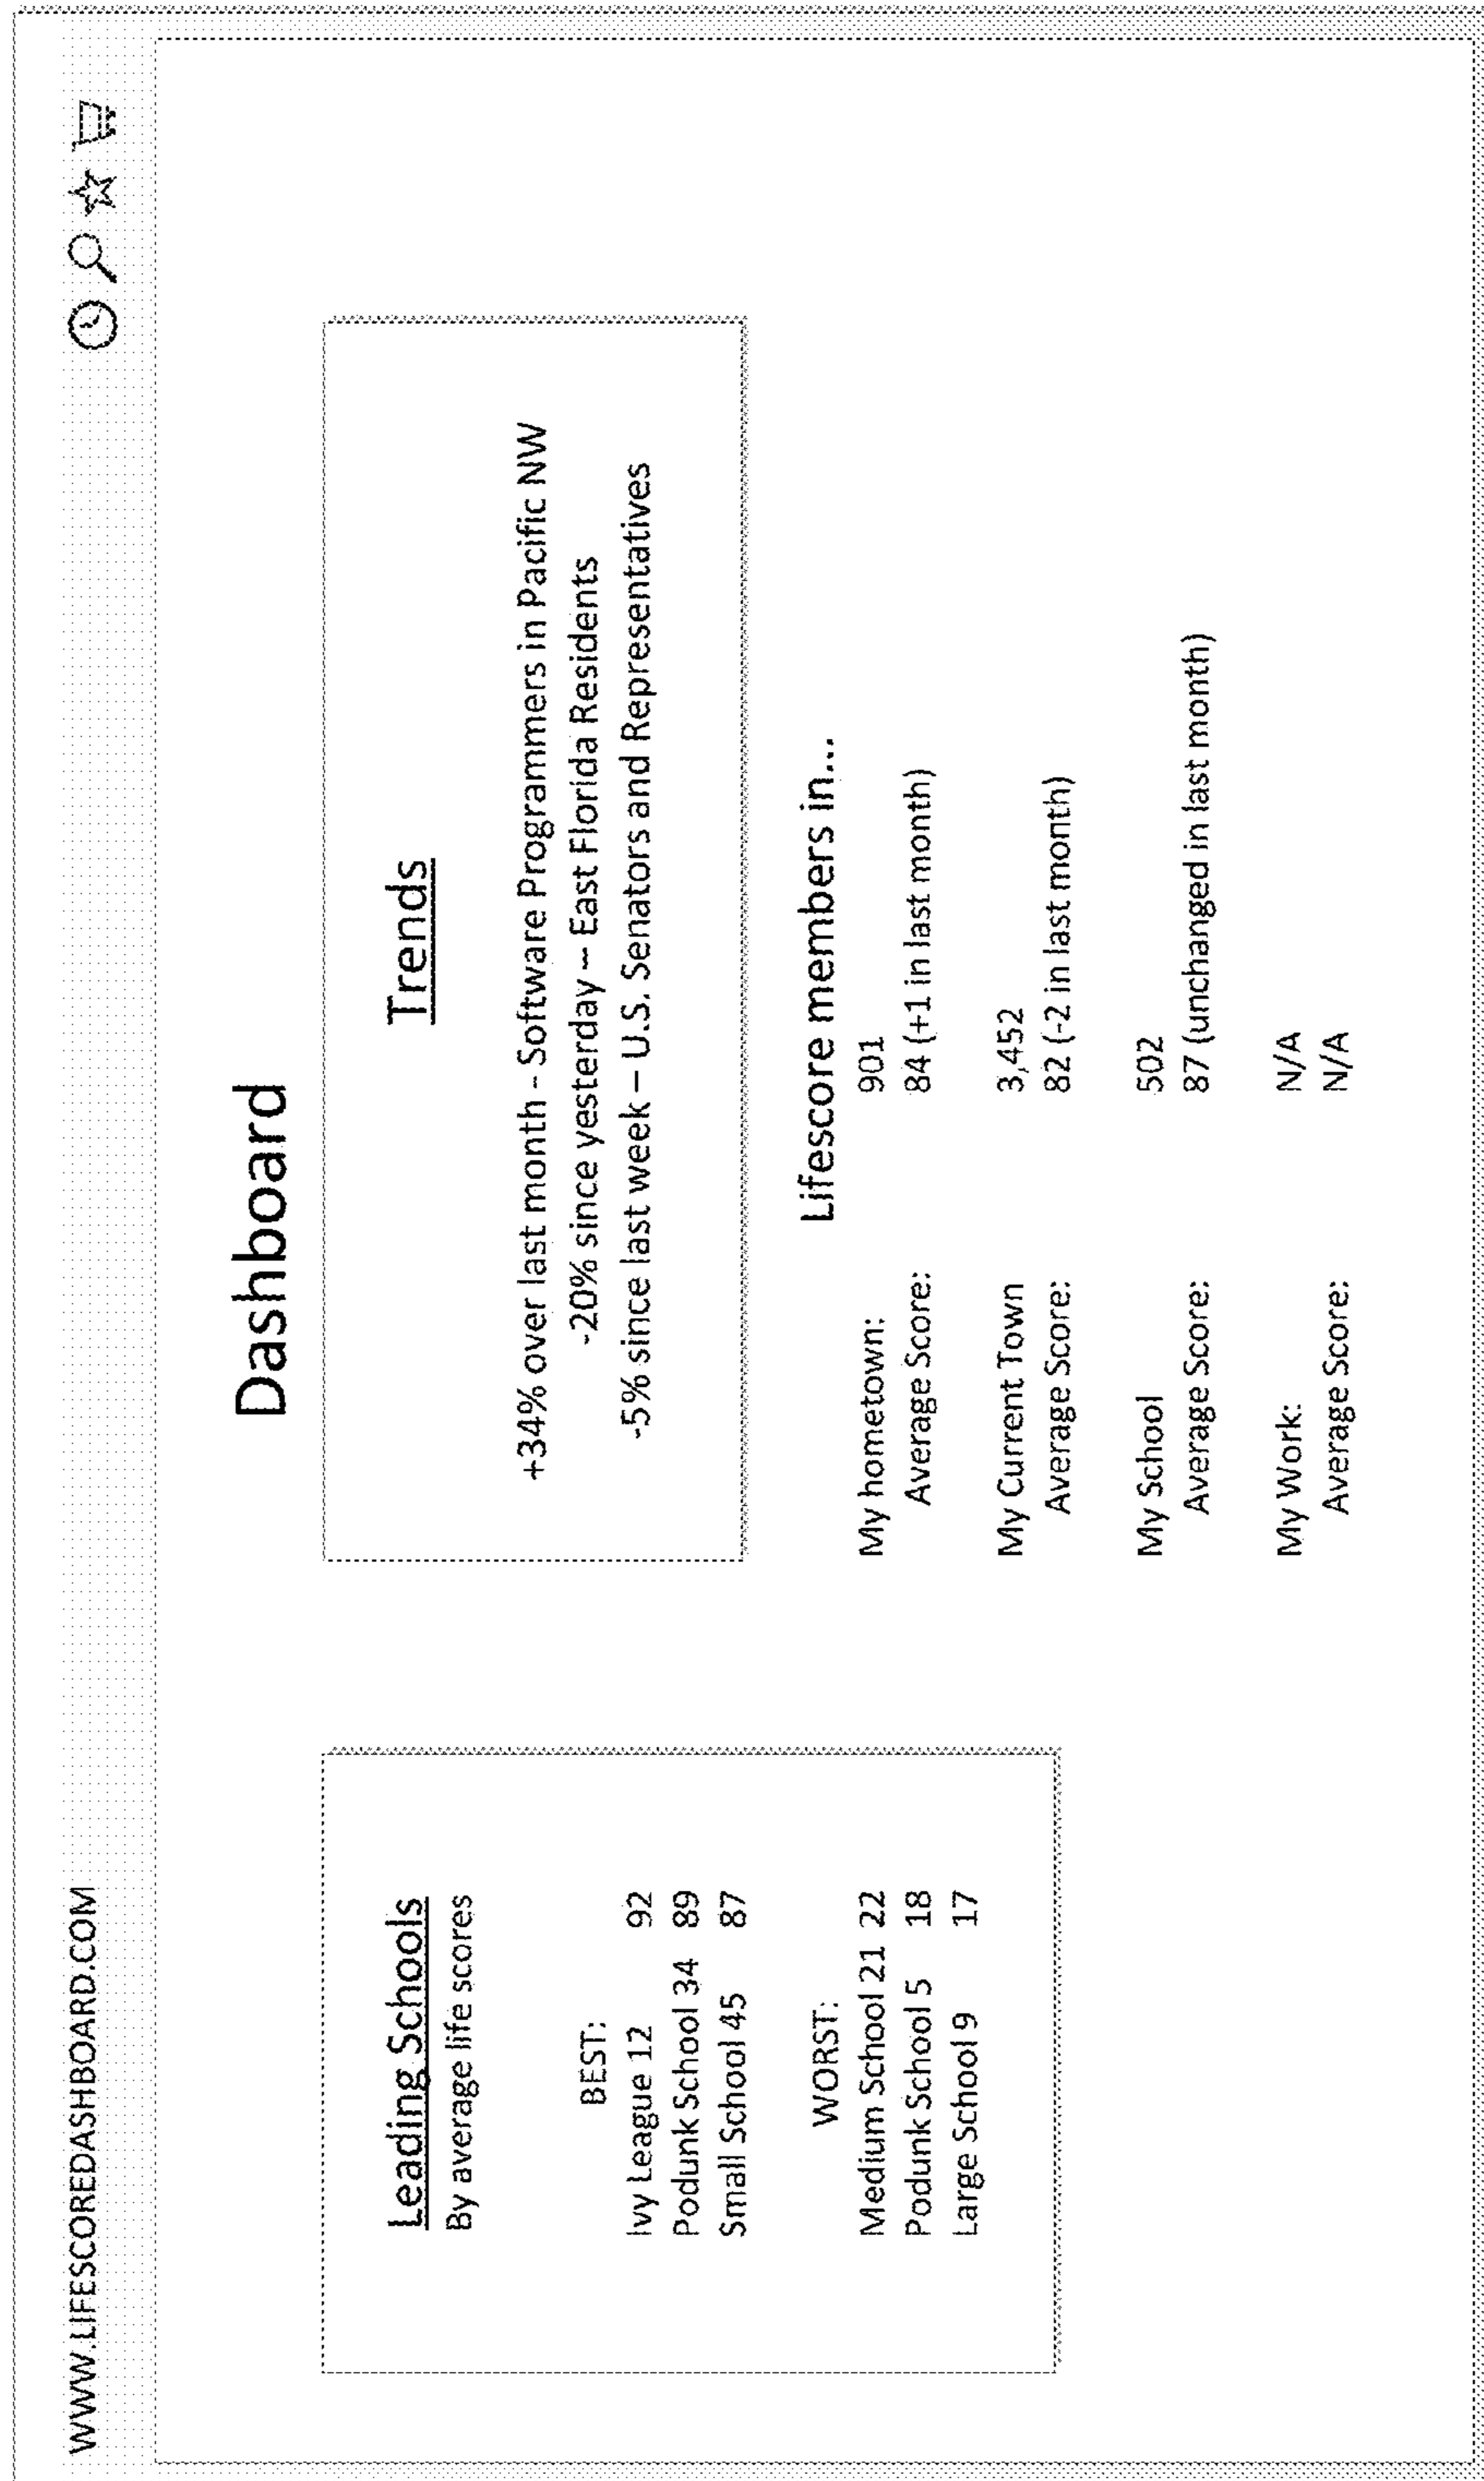 WWW.LIFESCOREDASHBOARD.COM
Dashboard
Leading Schools
By average life scores
BEST:
Ivy League 12 92
Podunk School 34 89
Small School 45 87
WORST:
Medium School 21 22
Podunk School 5 18
Large School 9 17
Trends
+34% over last month - Software Programmers in Pacific NW
-20% since yesterday – East Florida Residents
-5% since last week – U.S. Senators and Representatives
Lifescore members in...
My hometown: 901
Average Score: 84 (+1 in last month)
My Current Town 3,452
Average Score: 82 (-2 in last month)
My School 502
Average Score: 87 (unchanged in last month)
My Work: N/A
Average Score: N/A